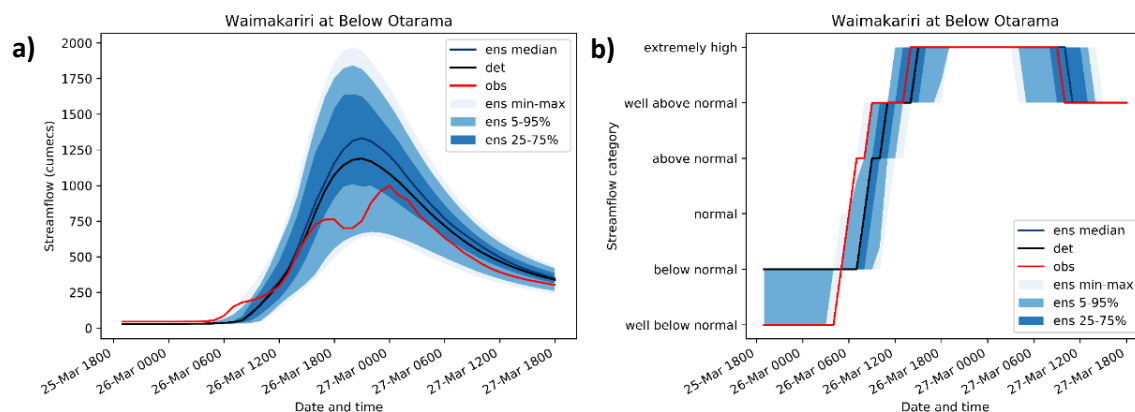 a)
Waimakariri at Below Otarama
Streamflow (cumecs)
2000
1750
1500
1250
1000
750
500
250
0
ens median
det
obs
ens min-max
ens 5-95%
ens 25-75%
25-Mar 1800
26-Mar 0000
26-Mar 0600
26-Mar 1200
26-Mar 1800
27-Mar 0000
27-Mar 0600
27-Mar 1200
27-Mar 1800
Date and time
b)
Waimakariri at Below Otarama
Streamflow category
extremely high
well above normal
above normal
normal
below normal
well below normal
ens median
det
obs
ens min-max
ens 5-95%
ens 25-75%
25-Mar 1800
26-Mar 0000
26-Mar 0600
26-Mar 1200
26-Mar 1800
27-Mar 0000
27-Mar 0600
27-Mar 1200
27-Mar 1800
Date and time